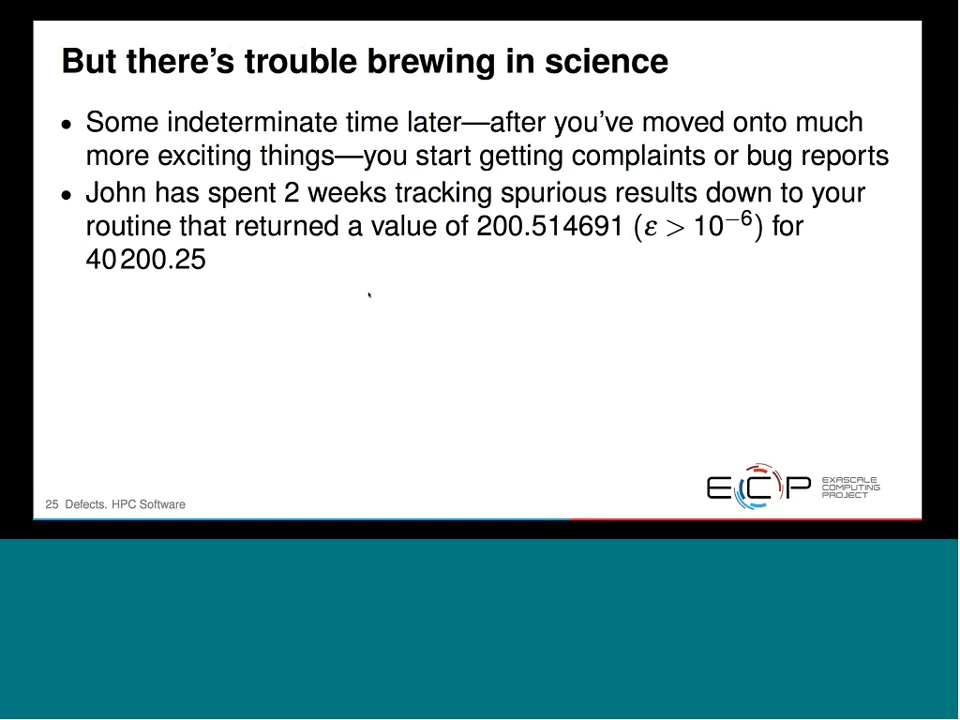 But there's trouble brewing in science
• Some indeterminate time later—after you've moved onto much
more exciting things—you start getting complaints or bug reports
• John has spent 2 weeks tracking spurious results down to your
routine that returned a value of 200.514691 (ε > 10⁻⁶) for
40 200.25
ECP EXASCALE
COMPUTING
PROJECT
25 Defects. HPC Software